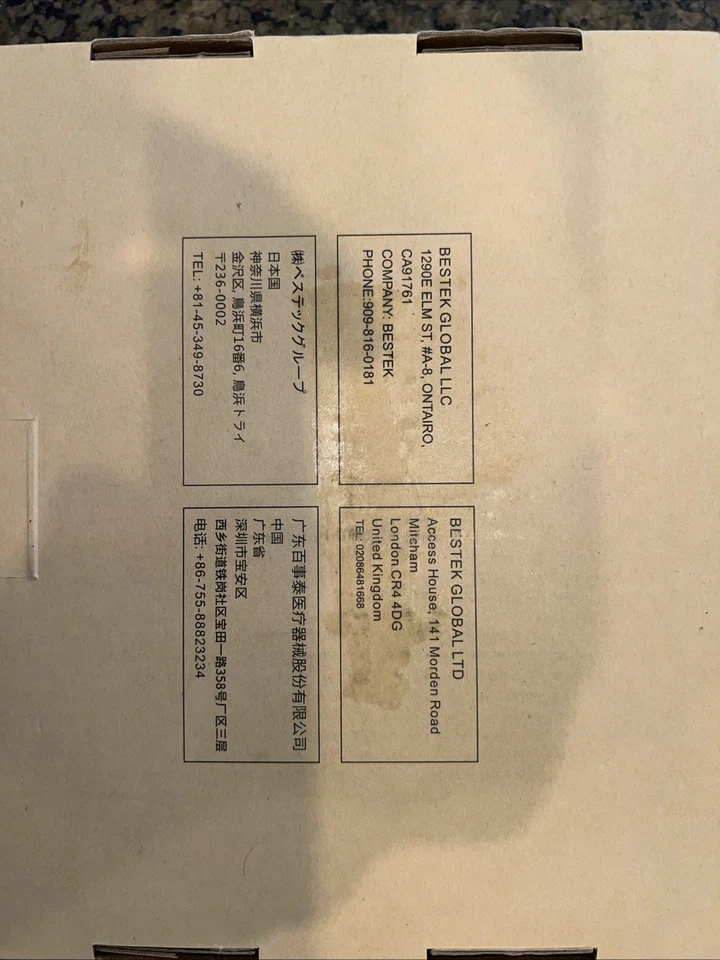 BESTEK GLOBAL LLC
1290E ELM ST, #A-8, ONTAIRO,
CA91761
COMPANY: BESTEK
PHONE:909-816-0181
BESTEK GLOBAL LTD
Access House, 141 Morden Road
Mitcham
London CR4 4DG
United Kingdom
TEL: 02086481668
㈱ベステックグループ
日本国
神奈川県横浜市
金沢区, 鳥浜町16番6, 鳥浜トライ
〒236-0002
TEL: +81-45-349-8730
广东百事泰医疗器械股份有限公司
中国
广东省
深圳市宝安区
西乡街道铁岗社区宝田一路358号厂区三层
电话: +86-755-88823234